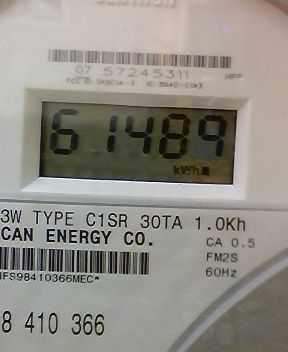 07 57245311
61489
kWh
3W TYPE C1SR 30TA 1.0Kh
CAN ENERGY CO.
CA 0.5
FM2S
60Hz
IFS98410366MEC*
8 410 366